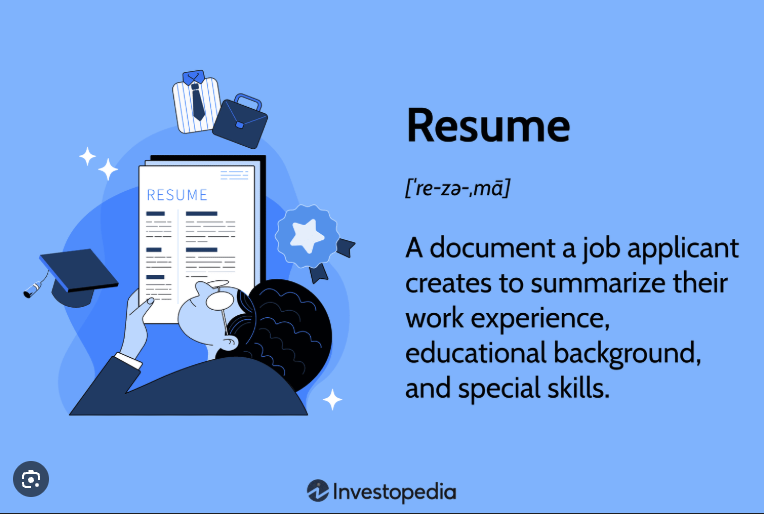 RESUME
Resume
[ˈre-zə-ˌmā]
A document a job applicant
creates to summarize their
work experience,
educational background,
and special skills.
Investopedia